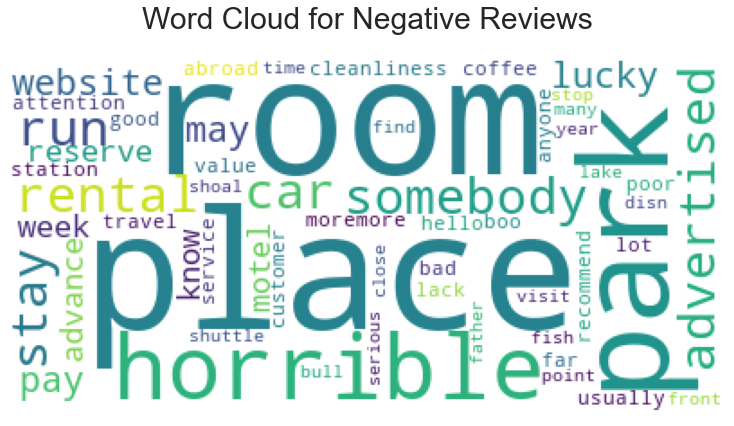 Word Cloud for Negative Reviews
abroad
time
cleanliness
coffee
website
lucky
room
attention
run
good
may
find
anyone
stop
many
year
park
advertised
reserve
station
value
shoal
lake
poor
disn
rental
car
somebody
week
travel
know
service
moremore
hello
boo
lot
place
stay
advance
motel
customer
close
bad
lack
visit
recommend
shuttle
horrible
serious
father
fish
far
point
pay
bull
usually
front